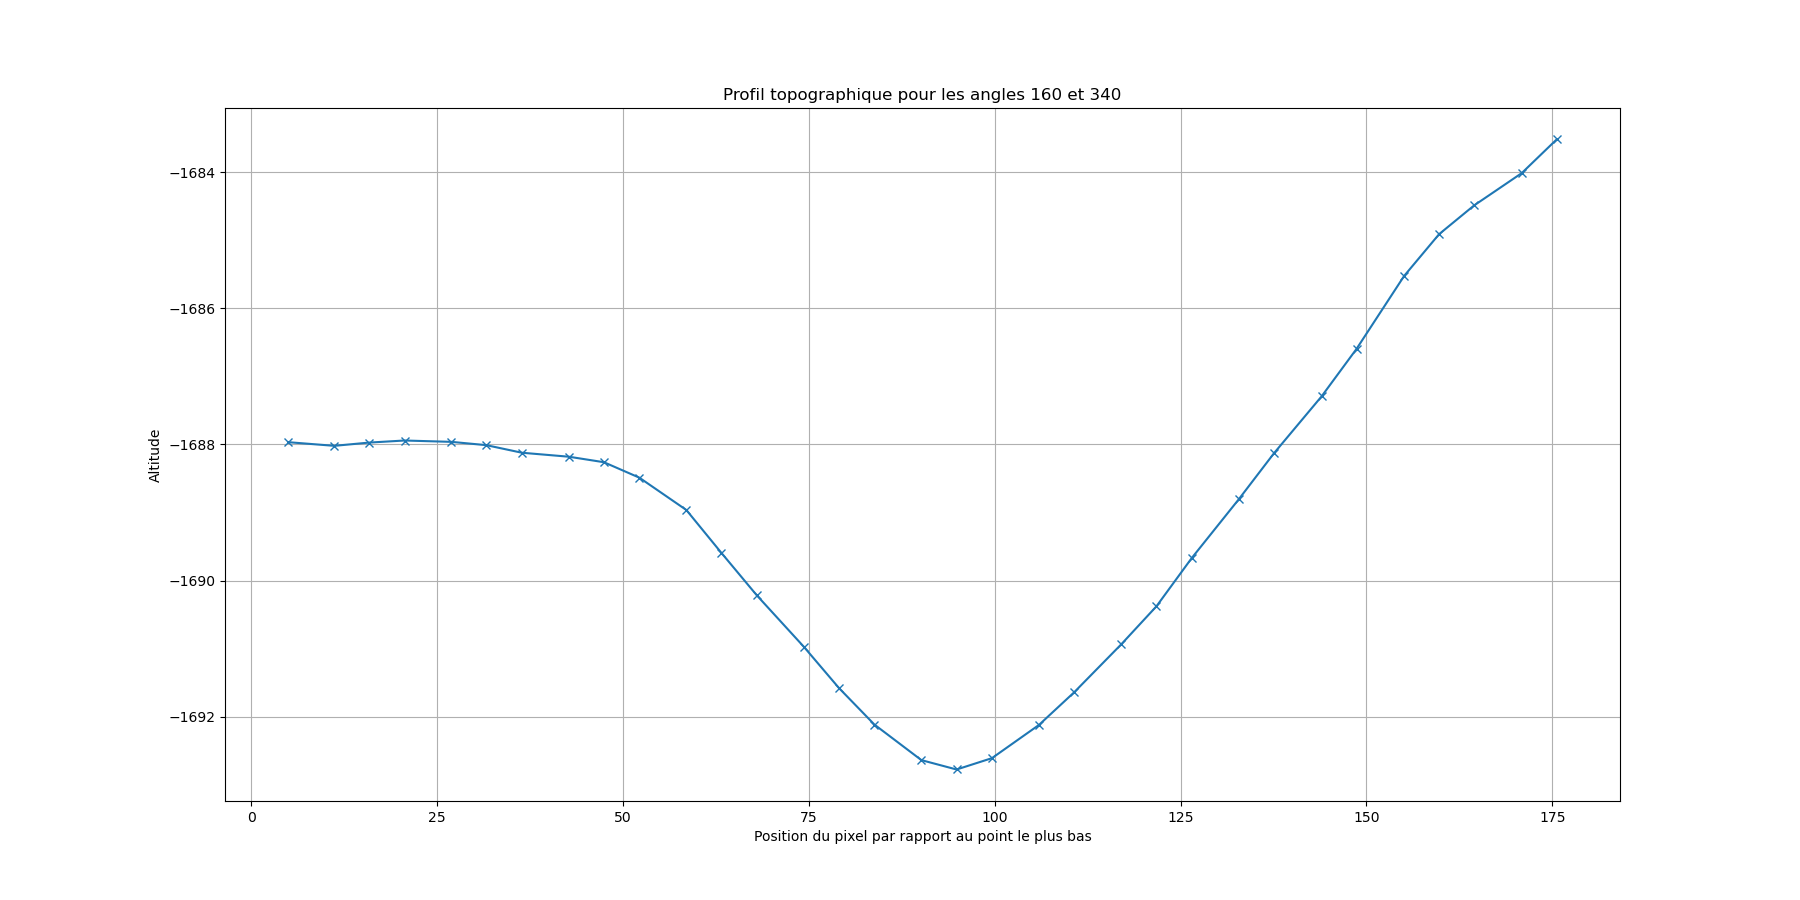 Profil topographique pour les angles 160 et 340
−1684
−1686
−1688
−1690
−1692
Altitude
0 25 50 75 100 125 150 175
Position du pixel par rapport au point le plus bas